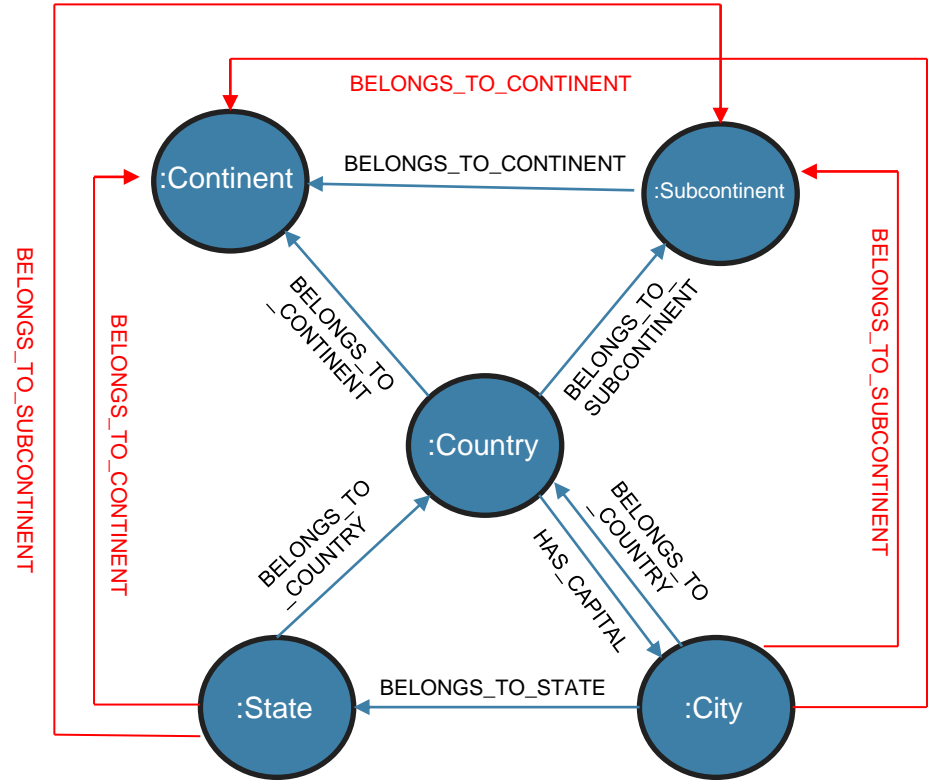 BELONGS_TO_CONTINENT
BELONGS_TO_CONTINENT
:Continent
:Subcontinent
BELONGS_TO_SUBCONTINENT
BELONGS_TO_CONTINENT
BELONGS_TO
_CONTINENT
BELONGS_TO_
SUBCONTINENT
BELONGS_TO_SUBCONTINENT
:Country
BELONGS_TO
_COUNTRY
HAS_CAPITAL
BELONGS_TO
_COUNTRY
:State
BELONGS_TO_STATE
:City